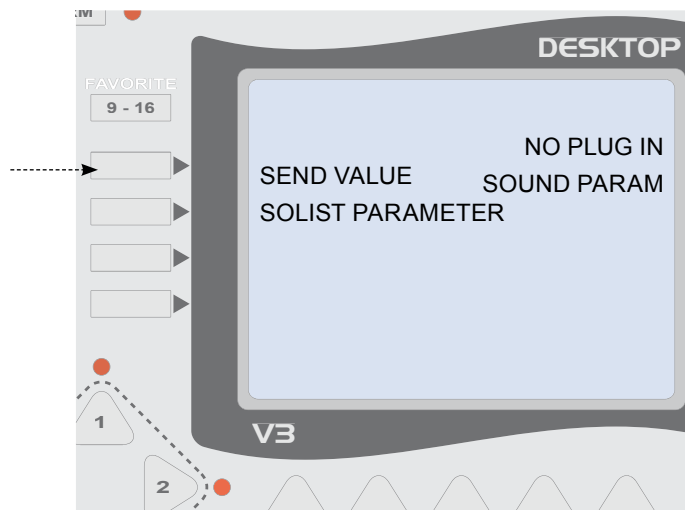 DESKTOP
FAVORITE
9 - 16
NO PLUG IN
SEND VALUE
SOUND PARAM
SOLIST PARAMETER
1
V3
2